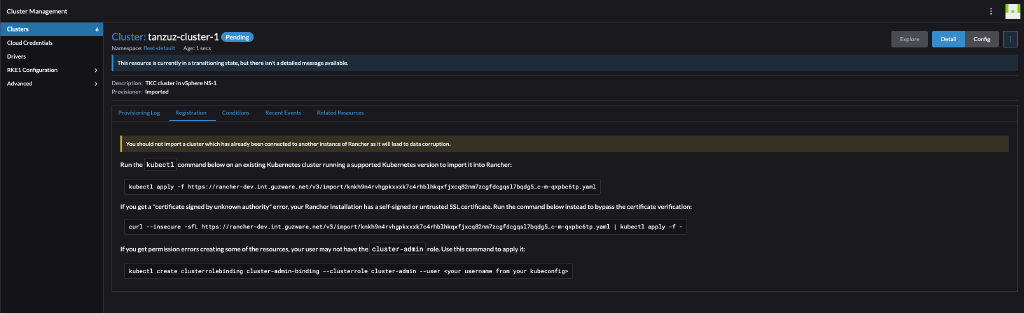 Cluster Management
Clusters 4
Cloud Credentials
Drivers
RKE1 Configuration
Advanced
Cluster: tanzuz-cluster-1 Pending
Namespace: fleet-default Age: 1 secs
Explore Detail Config
This resource is currently in a transitioning state, but there isn't a detailed message available.
Description: TKC cluster in vSphere NS-1
Provisioner: Imported
Provisioning Log Registration Conditions Recent Events Related Resources
You should not import a cluster which has already been connected to another instance of Rancher as it will lead to data corruption.
Run the kubectl command below on an existing Kubernetes cluster running a supported Kubernetes version to import it into Rancher:
kubectl apply -f https://rancher-dev.int.guzware.net/v3/import/knkh9n4rvhgpkxxxk7c4rhblhkqxfjxcq82nm7zcgfdcgqsl7bqdg5_c-m-qxpbc6tp.yaml
If you get a "certificate signed by unknown authority" error, your Rancher installation has a self-signed or untrusted SSL certificate. Run the command below instead to bypass the certificate verification:
curl --insecure -sfL https://rancher-dev.int.guzware.net/v3/import/knkh9n4rvhgpkxxxk7c4rhblhkqxfjxcq82nm7zcgfdcgqsl7bqdg5_c-m-qxpbc6tp.yaml | kubectl apply -f -
If you get permission errors creating some of the resources, your user may not have the cluster-admin role. Use this command to apply it:
kubectl create clusterrolebinding cluster-admin-binding --clusterrole cluster-admin --user <your username from your kubeconfig>